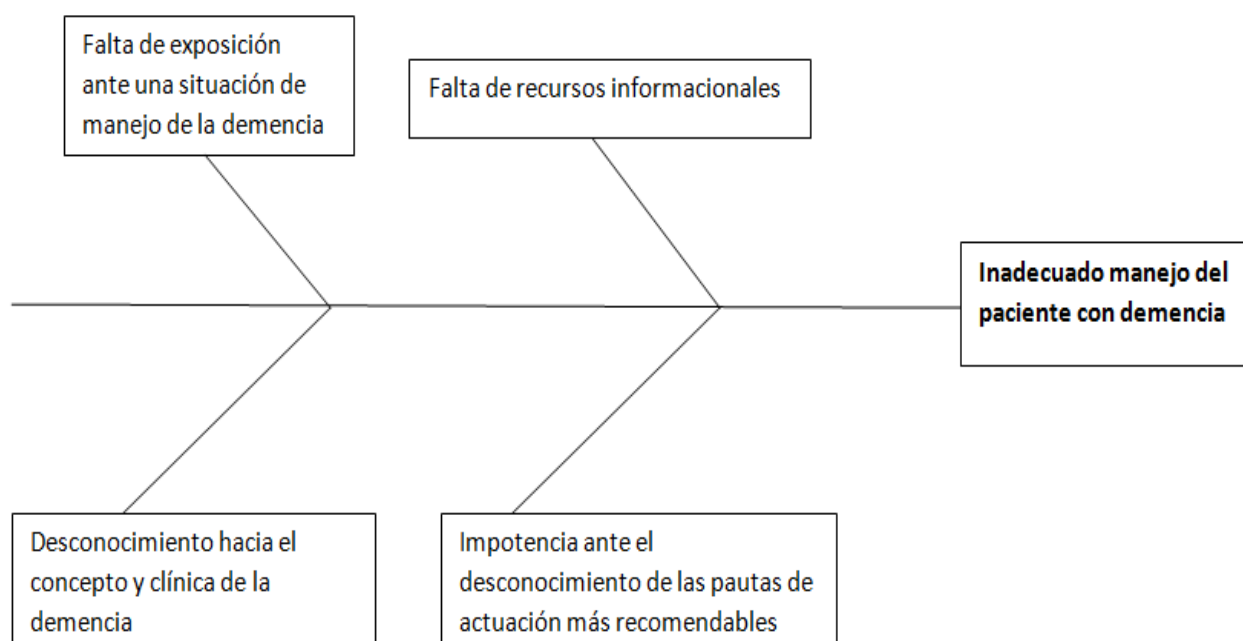 Falta de exposición
ante una situación de
manejo de la demencia
Falta de recursos informacionales
Inadecuado manejo del
paciente con demencia
Desconocimiento hacia el
concepto y clínica de la
demencia
Impotencia ante el
desconocimiento de las pautas de
actuación más recomendables